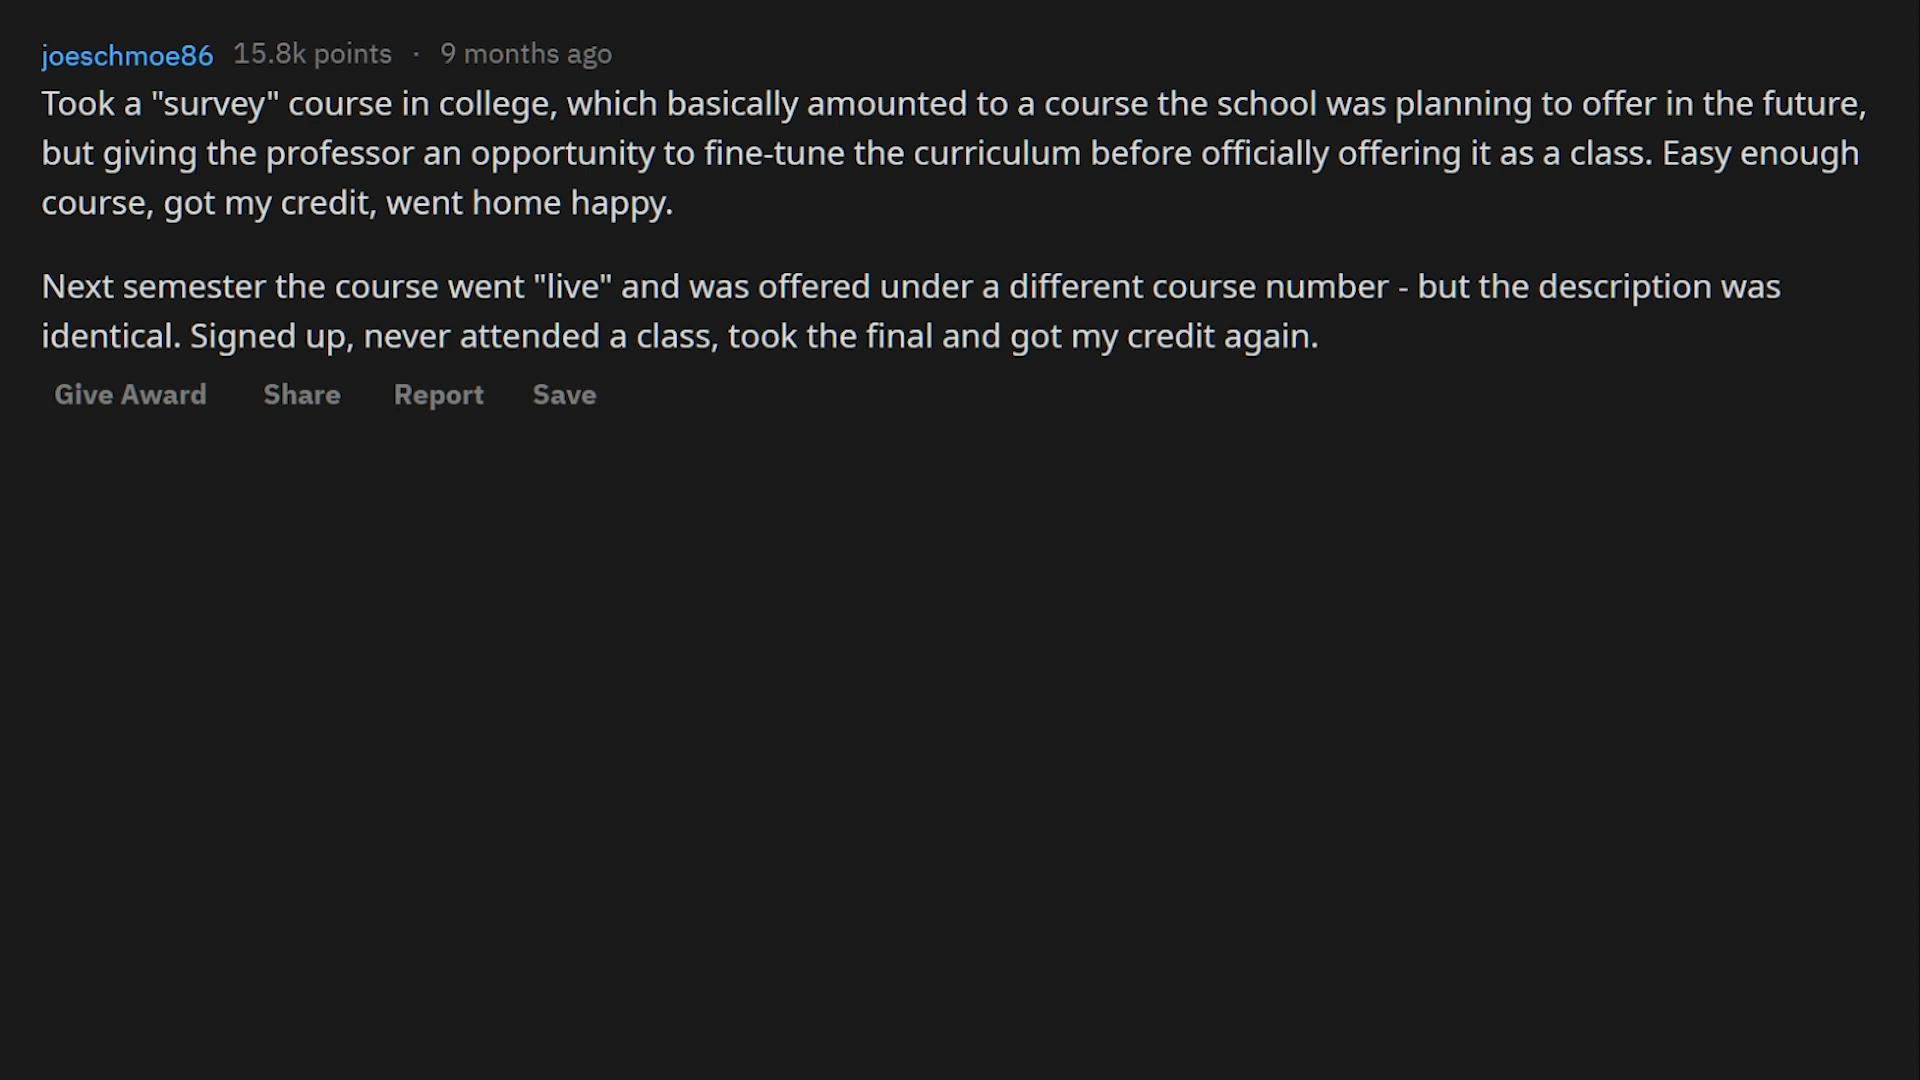 joeschmoe86 15.8k points · 9 months ago
Took a "survey" course in college, which basically amounted to a course the school was planning to offer in the future,
but giving the professor an opportunity to fine-tune the curriculum before officially offering it as a class. Easy enough
course, got my credit, went home happy.
Next semester the course went "live" and was offered under a different course number - but the description was
identical. Signed up, never attended a class, took the final and got my credit again.
Give Award Share Report Save